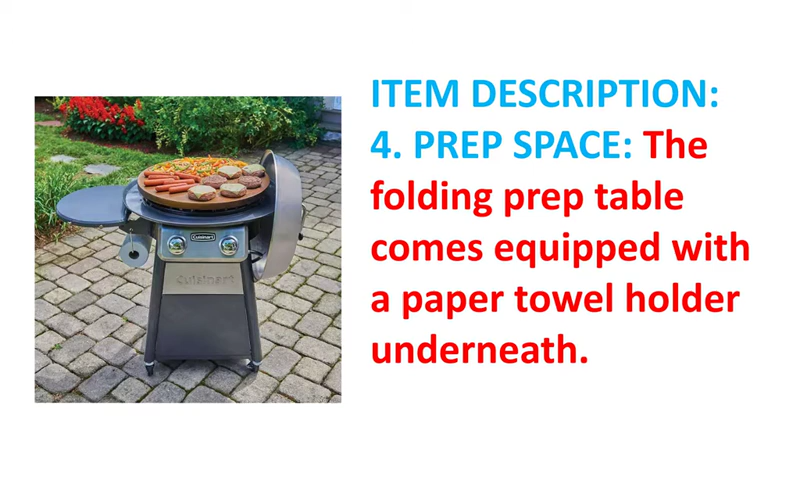 ITEM DESCRIPTION:
4. PREP SPACE: The
folding prep table
comes equipped with
a paper towel holder
underneath.
Cuisinart
Cuisinart